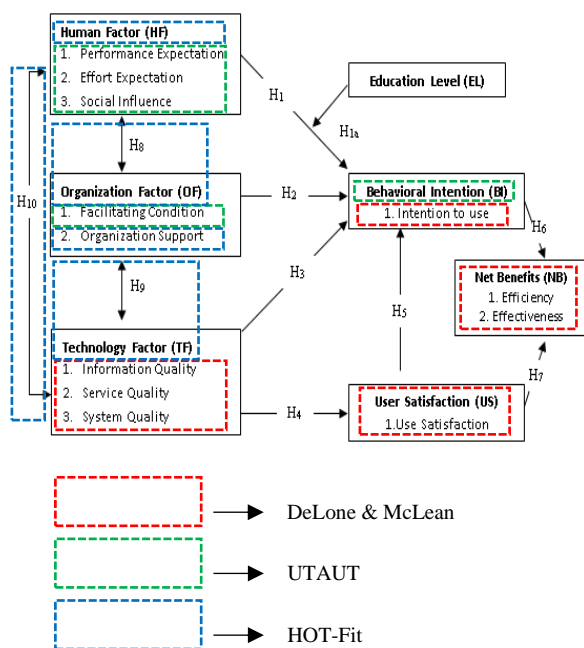 Human Factor (HF)
1. Performance Expectation
2. Effort Expectation
3. Social Influence
H1
Education Level (EL)
H1a
H8
H10
Organization Factor (OF)
1. Facilitating Condition
2. Organization Support
H2
Behavioral Intention (BI)
1. Intention to use
H6
H3
H9
Net Benefits (NB)
1. Efficiency
2. Effectiveness
H5
Technology Factor (TF)
1. Information Quality
2. Service Quality
3. System Quality
H4
User Satisfaction (US)
1.Use Satisfaction
H7
DeLone & McLean
UTAUT
HOT-Fit